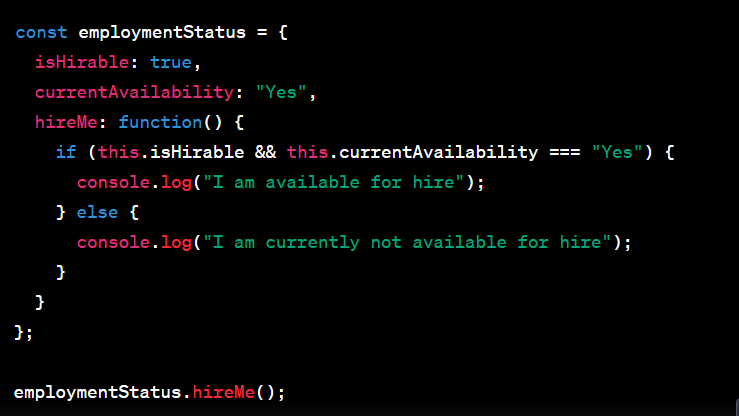 const employmentStatus = {
  isHirable: true,
  currentAvailability: "Yes",
  hireMe: function() {
    if (this.isHirable && this.currentAvailability === "Yes") {
      console.log("I am available for hire");
    } else {
      console.log("I am currently not available for hire");
    }
  }
};
employmentStatus.hireMe();